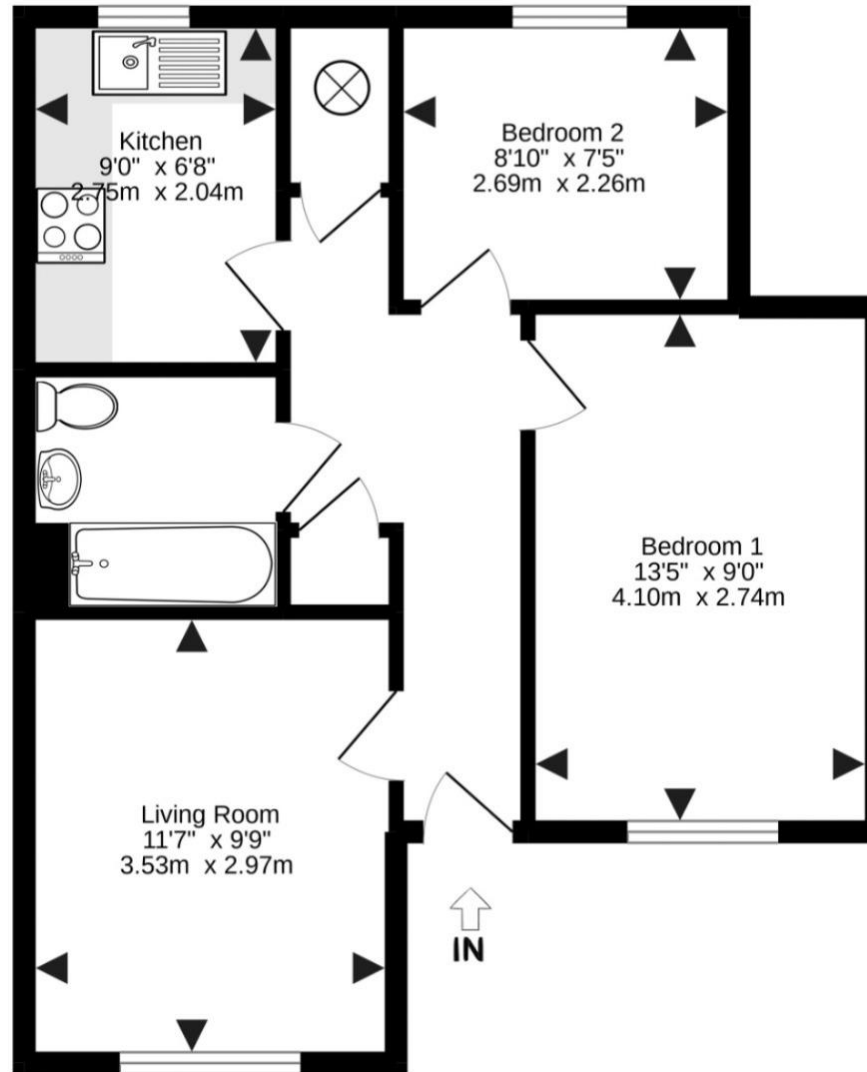 Kitchen
9'0" x 6'8"
2.75m x 2.04m
Bedroom 2
8'10" x 7'5"
2.69m x 2.26m
Bedroom 1
13'5" x 9'0"
4.10m x 2.74m
Living Room
11'7" x 9'9"
3.53m x 2.97m
IN